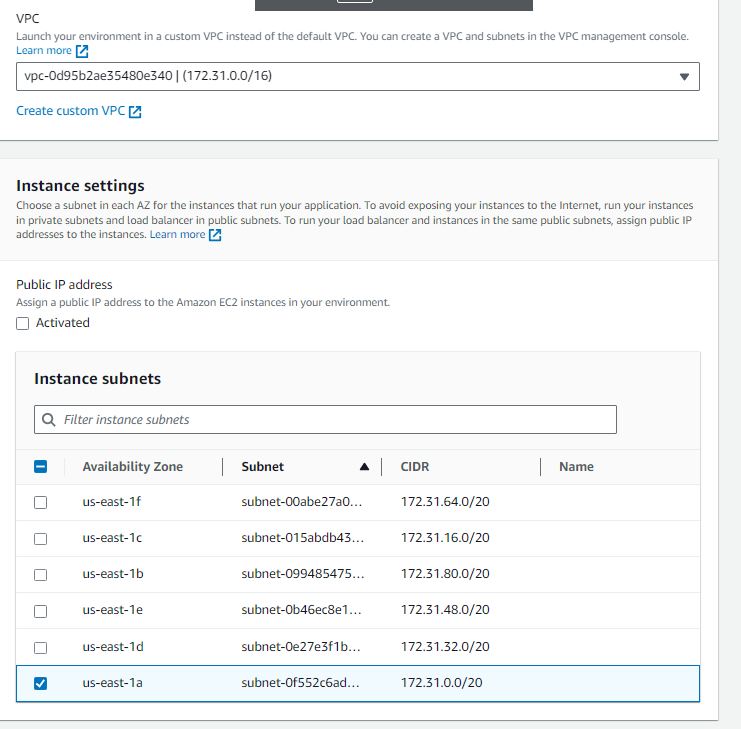 VPC
Launch your environment in a custom VPC instead of the default VPC. You can create a VPC and subnets in the VPC management console.
Learn more
vpc-0d95b2ae35480e340 | (172.31.0.0/16)
Create custom VPC
Instance settings
Choose a subnet in each AZ for the instances that run your application. To avoid exposing your instances to the Internet, run your instances
in private subnets and load balancer in public subnets. To run your load balancer and instances in the same public subnets, assign public IP
addresses to the instances. Learn more
Public IP address
Assign a public IP address to the Amazon EC2 instances in your environment.
Activated
Instance subnets
Filter instance subnets
Availability Zone Subnet CIDR Name
us-east-1f subnet-00abe27a0... 172.31.64.0/20
us-east-1c subnet-015abdb43... 172.31.16.0/20
us-east-1b subnet-099485475... 172.31.80.0/20
us-east-1e subnet-0b46ec8e1... 172.31.48.0/20
us-east-1d subnet-0e27e3f1b... 172.31.32.0/20
us-east-1a subnet-0f552c6ad... 172.31.0.0/20